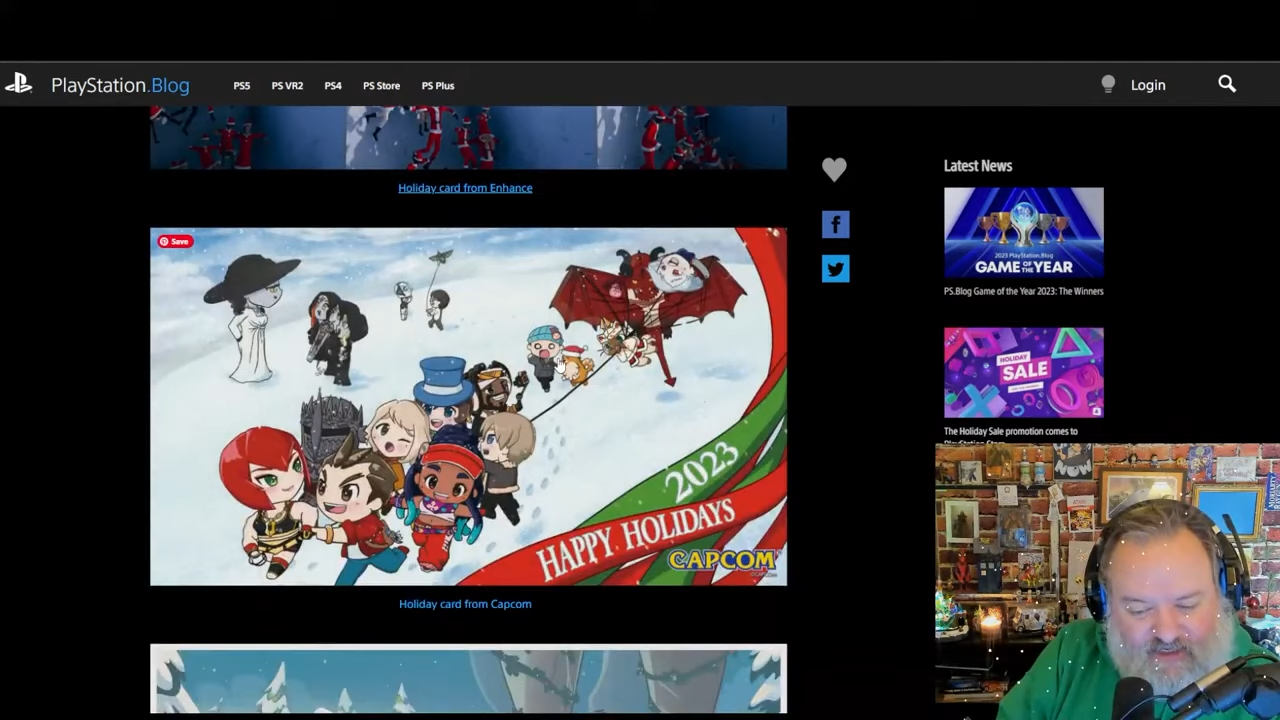 PlayStation.Blog
PS5
PS VR2
PS4
PS Store
PS Plus
Login
Holiday card from Enhance
Save
2023
HAPPY HOLIDAYS
CAPCOM
Holiday card from Capcom
Latest News
2023 PlayStation.Blog
GAME OF THE YEAR
PS.Blog Game of the Year 2023: The Winners
HOLIDAY
SALE
The Holiday Sale promotion comes to